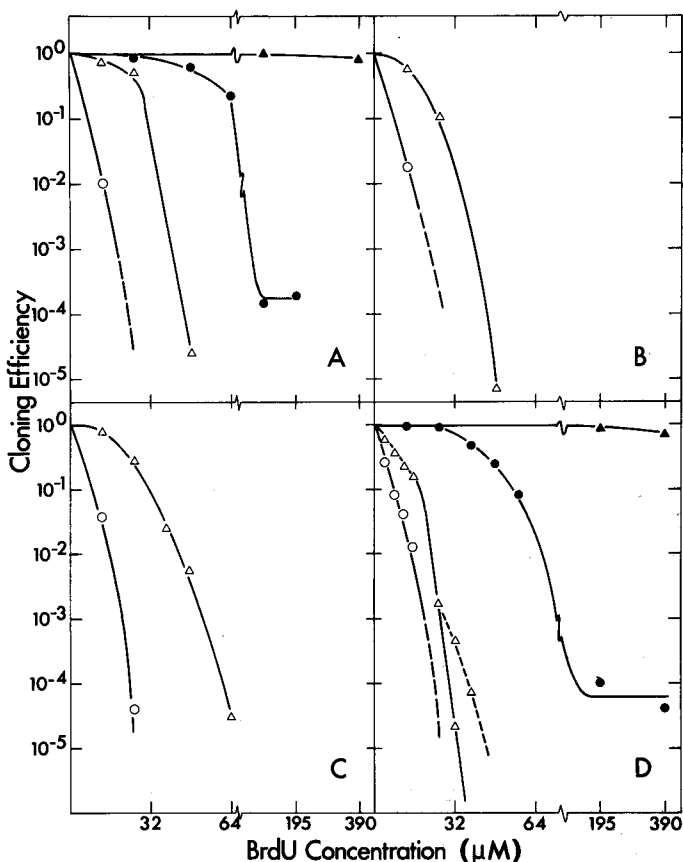 10⁰
10⁻¹
10⁻²
10⁻³
10⁻⁴
10⁻⁵
A
B
10⁰
10⁻¹
10⁻²
10⁻³
10⁻⁴
10⁻⁵
C
D
Cloning Efficiency
32 64 195 390
32 64 195 390
BrdU Concentration (μM)